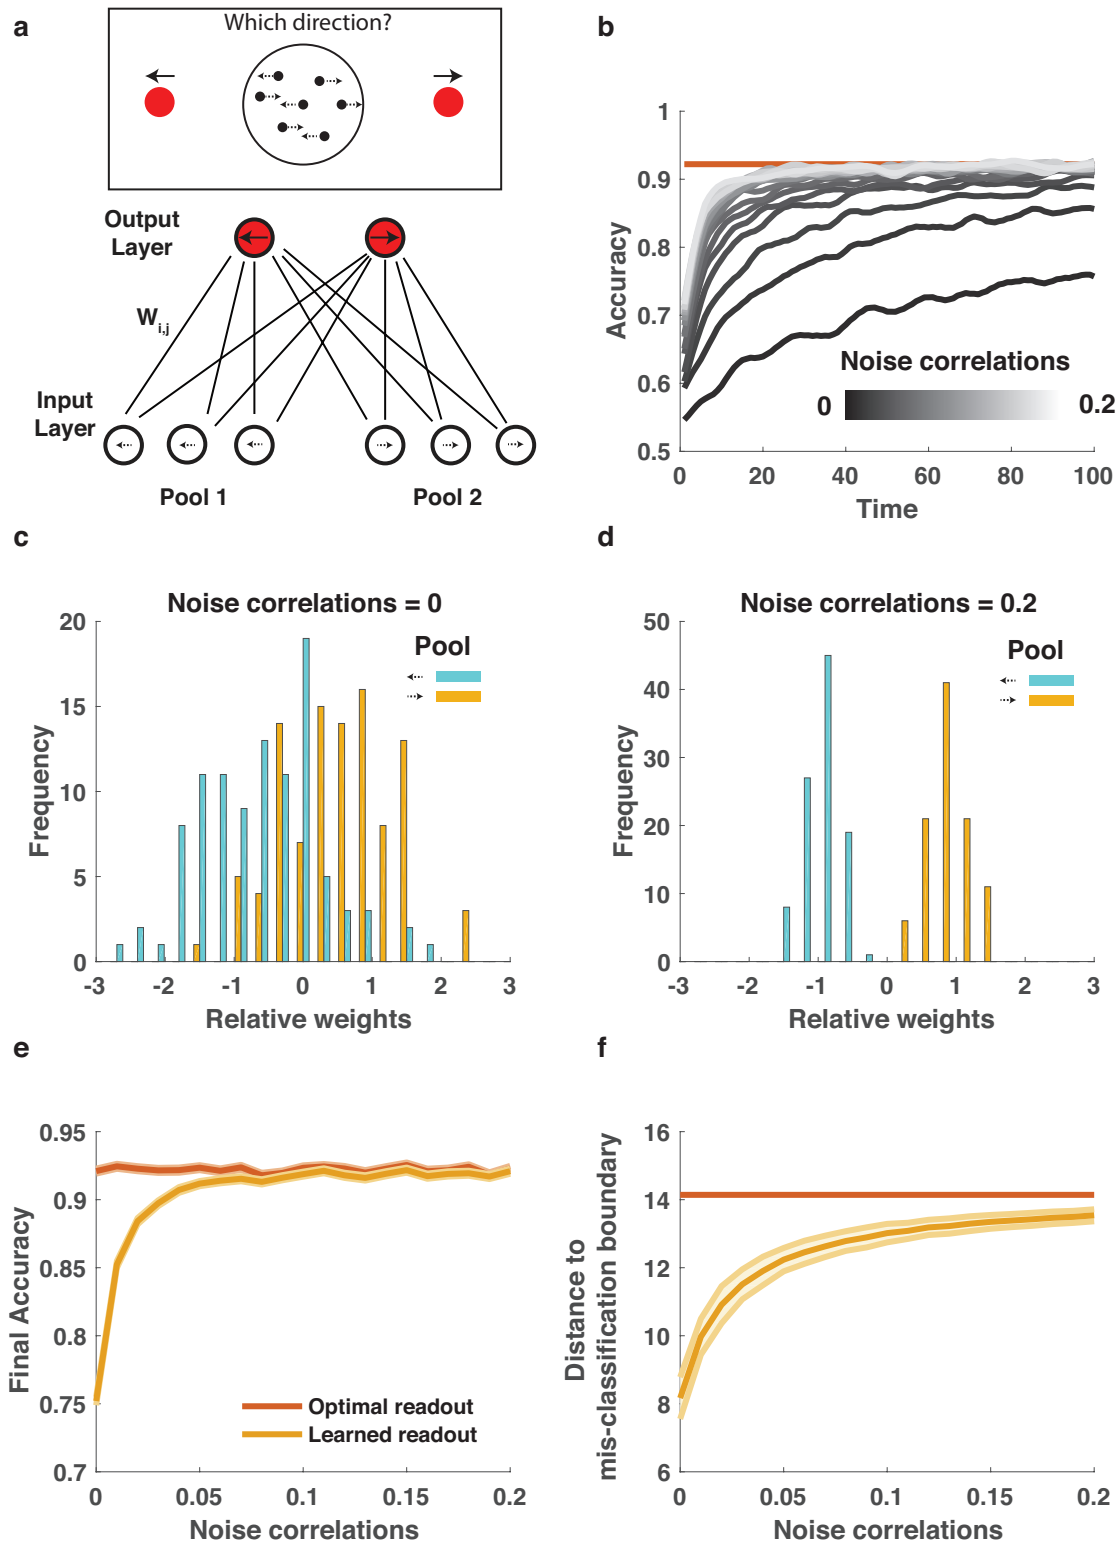 a
Which direction?
Output
Layer
W i,j
Input
Layer
Pool 1
Pool 2
b
1
0.9
0.8
0.7
0.6
0.5
Accuracy
Noise correlations
0
0.2
0
20
40
60
80
100
Time
c
Noise correlations = 0
20
15
10
5
0
Frequency
Pool
-3
-2
-1
0
1
2
3
Relative weights
d
Noise correlations = 0.2
50
40
30
20
10
0
Frequency
Pool
-3
-2
-1
0
1
2
3
Relative weights
e
0.95
0.9
0.85
0.8
0.75
0.7
Final Accuracy
Optimal readout
Learned readout
0
0.05
0.1
0.15
0.2
Noise correlations
f
16
14
12
10
8
6
Distance to
mis-classification boundary
0
0.05
0.1
0.15
0.2
Noise correlations